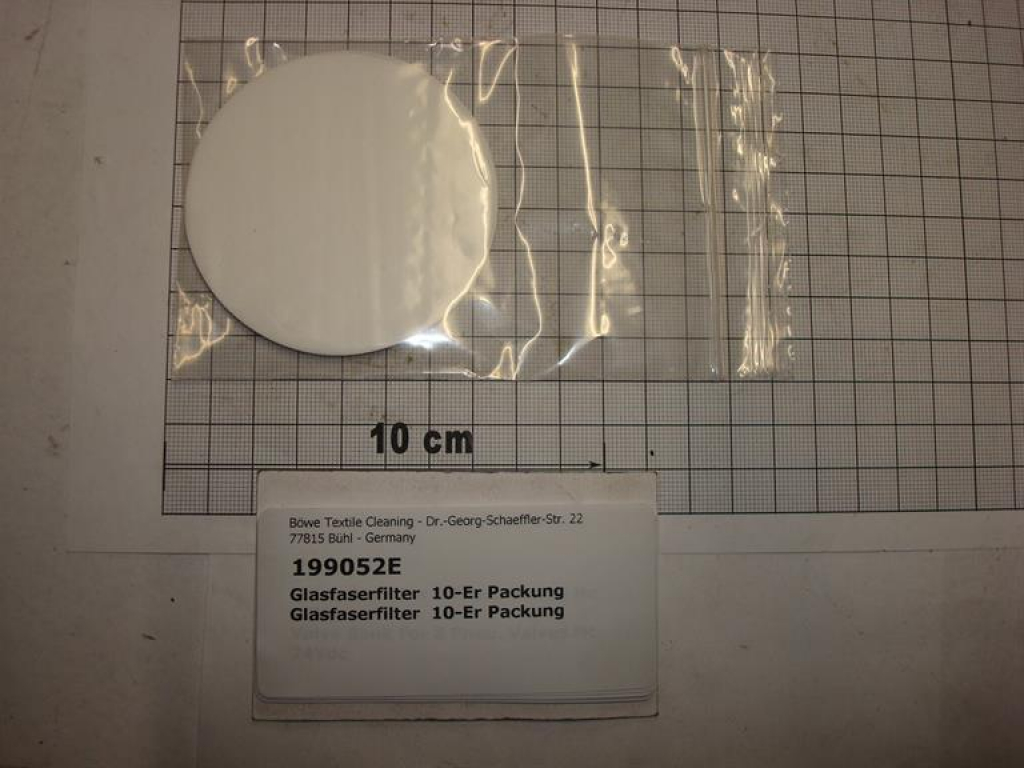 10 cm
Böwe Textile Cleaning - Dr.-Georg-Schaeffler-Str. 22
77815 Bühl - Germany
199052E
Glasfaserfilter 10-Er Packung
Glasfaserfilter 10-Er Packung